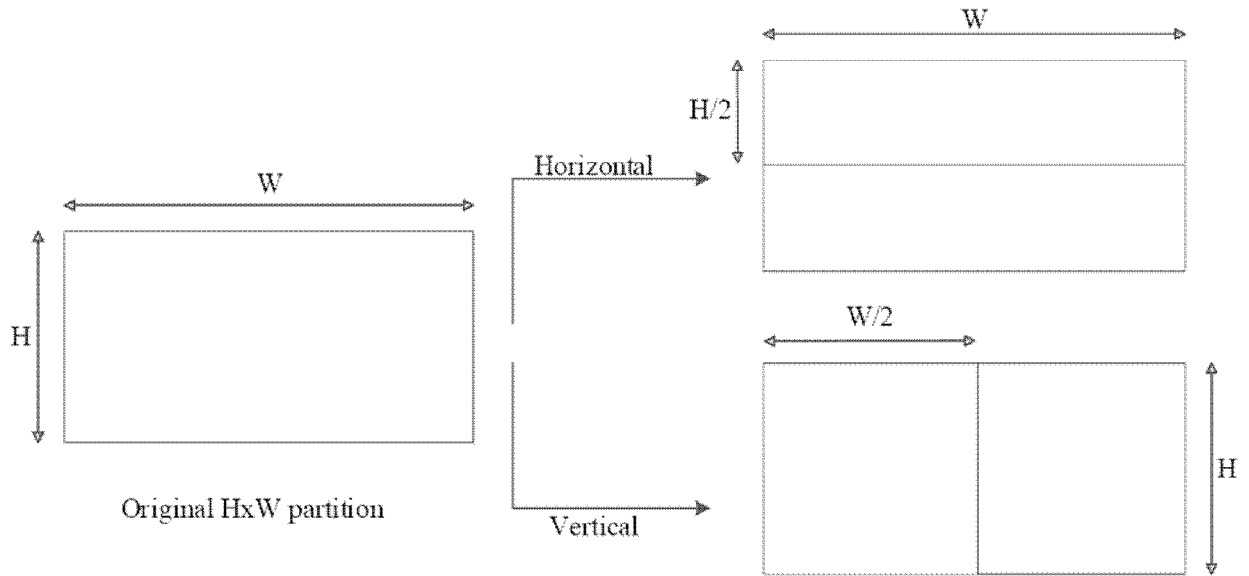 W
H
Original HxW partition
Horizontal
Vertical
W
H/2
W/2
H